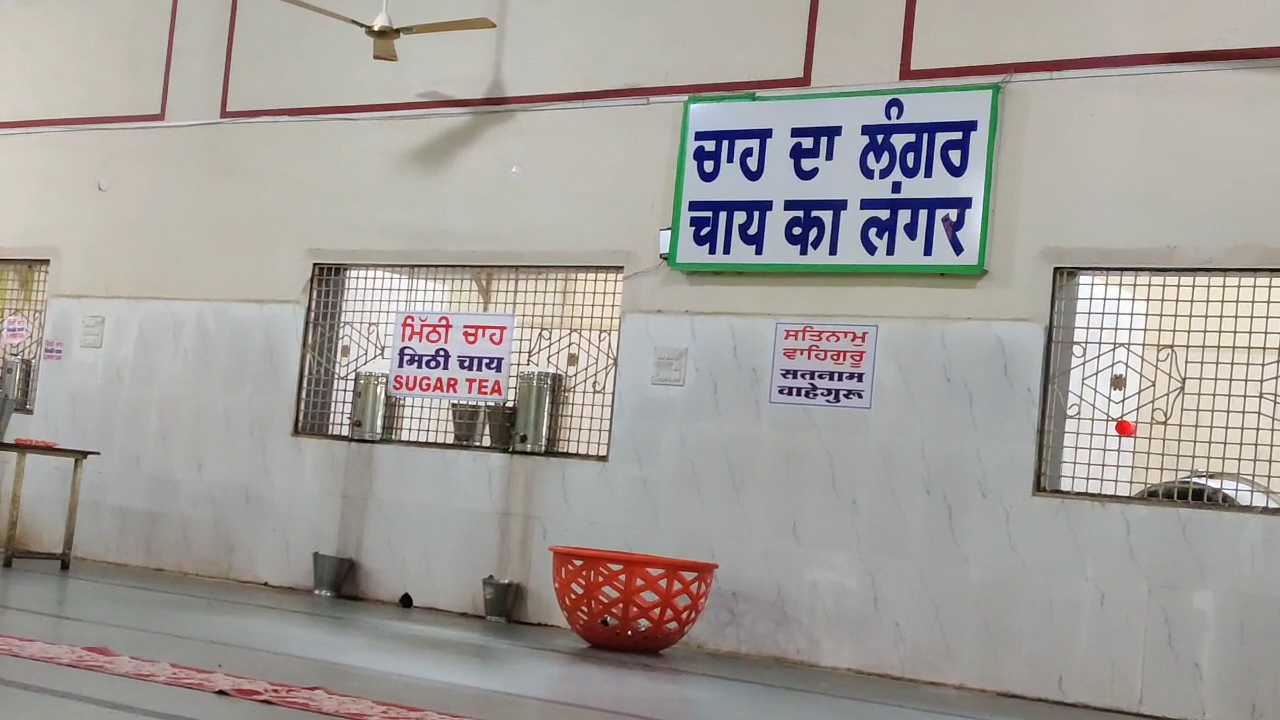 ਚਾਹ ਦਾ ਲੰਗਰ
चाय का लंगर
ਮਿੱਠੀ ਚਾਹ
मिठी चाय
SUGAR TEA
ਸਤਿਨਾਮੁ
ਵਾਹਿਗੁਰੂ
सतनाम
वाहेगुरू